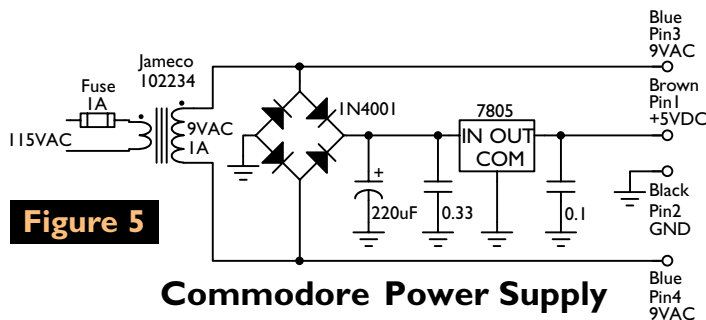 Blue
Pin3
9VAC
Jameco
102234
Fuse
1A
Brown
Pin1
+5VDC
1N4001
7805
115VAC
9VAC
1A
IN OUT
COM
+
Black
Pin2
GND
220uF
0.33
0.1
Figure 5
Blue
Pin4
9VAC
Commodore Power Supply